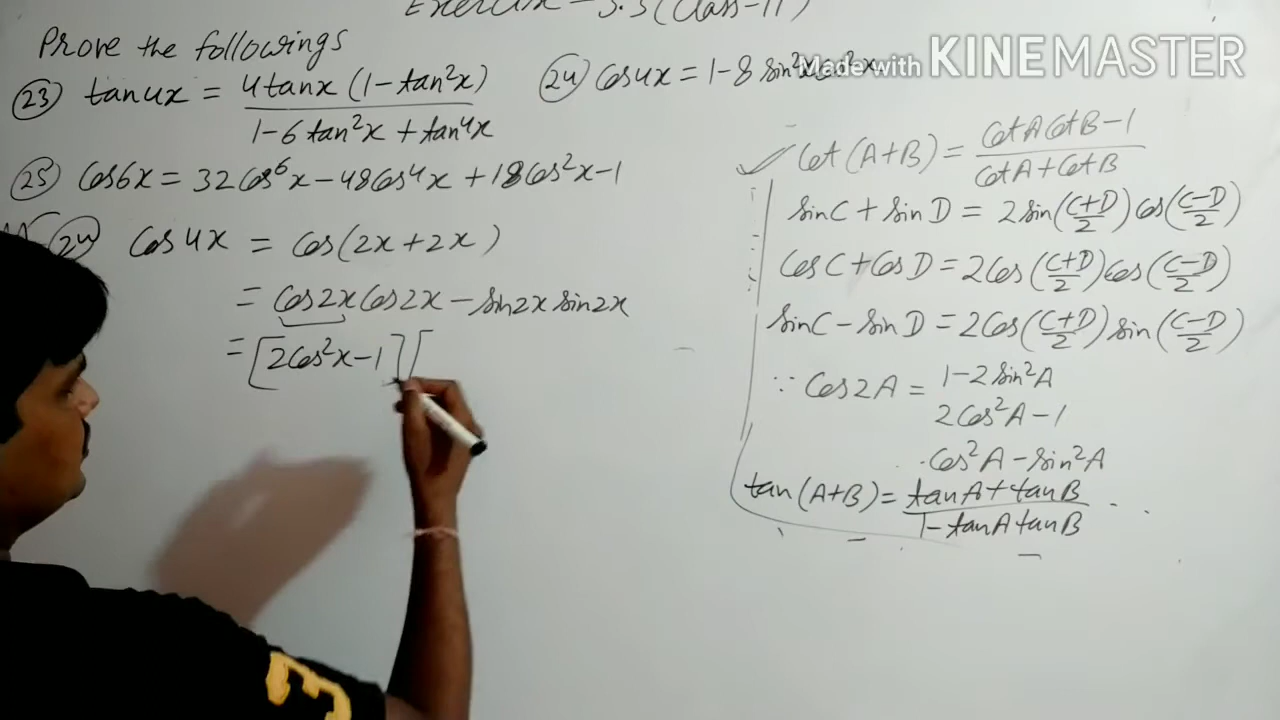 Exercise - 3.3 (Class-11)
Prove the followings
(23) tan4x = 4tanx (1-tan²x) / 1-6tan²x + tan⁴x
(24) Cos4x = 1-8 sin²x cos²x
Made with KINEMASTER
(25) Cos6x = 32Cos⁶x - 48Cos⁴x + 18Cos²x - 1
(24) Cos4x = Cos(2x+2x)
= Cos2x Cos2x - sin2x sin2x
= [2Cos²x-1] [
✓ Cot(A+B) = CotA CotB - 1 / CotA + CotB
sinC + sinD = 2sin(C+D/2) Cos(C-D/2)
CosC + CosD = 2Cos(C+D/2) cos(C-D/2)
sinC - sinD = 2Cos(C+D/2) sin(C-D/2)
∵ Cos2A = 1-2sin²A
2Cos²A-1
Cos²A - sin²A
tan(A+B) = tanA + tanB / 1-tanA tanB